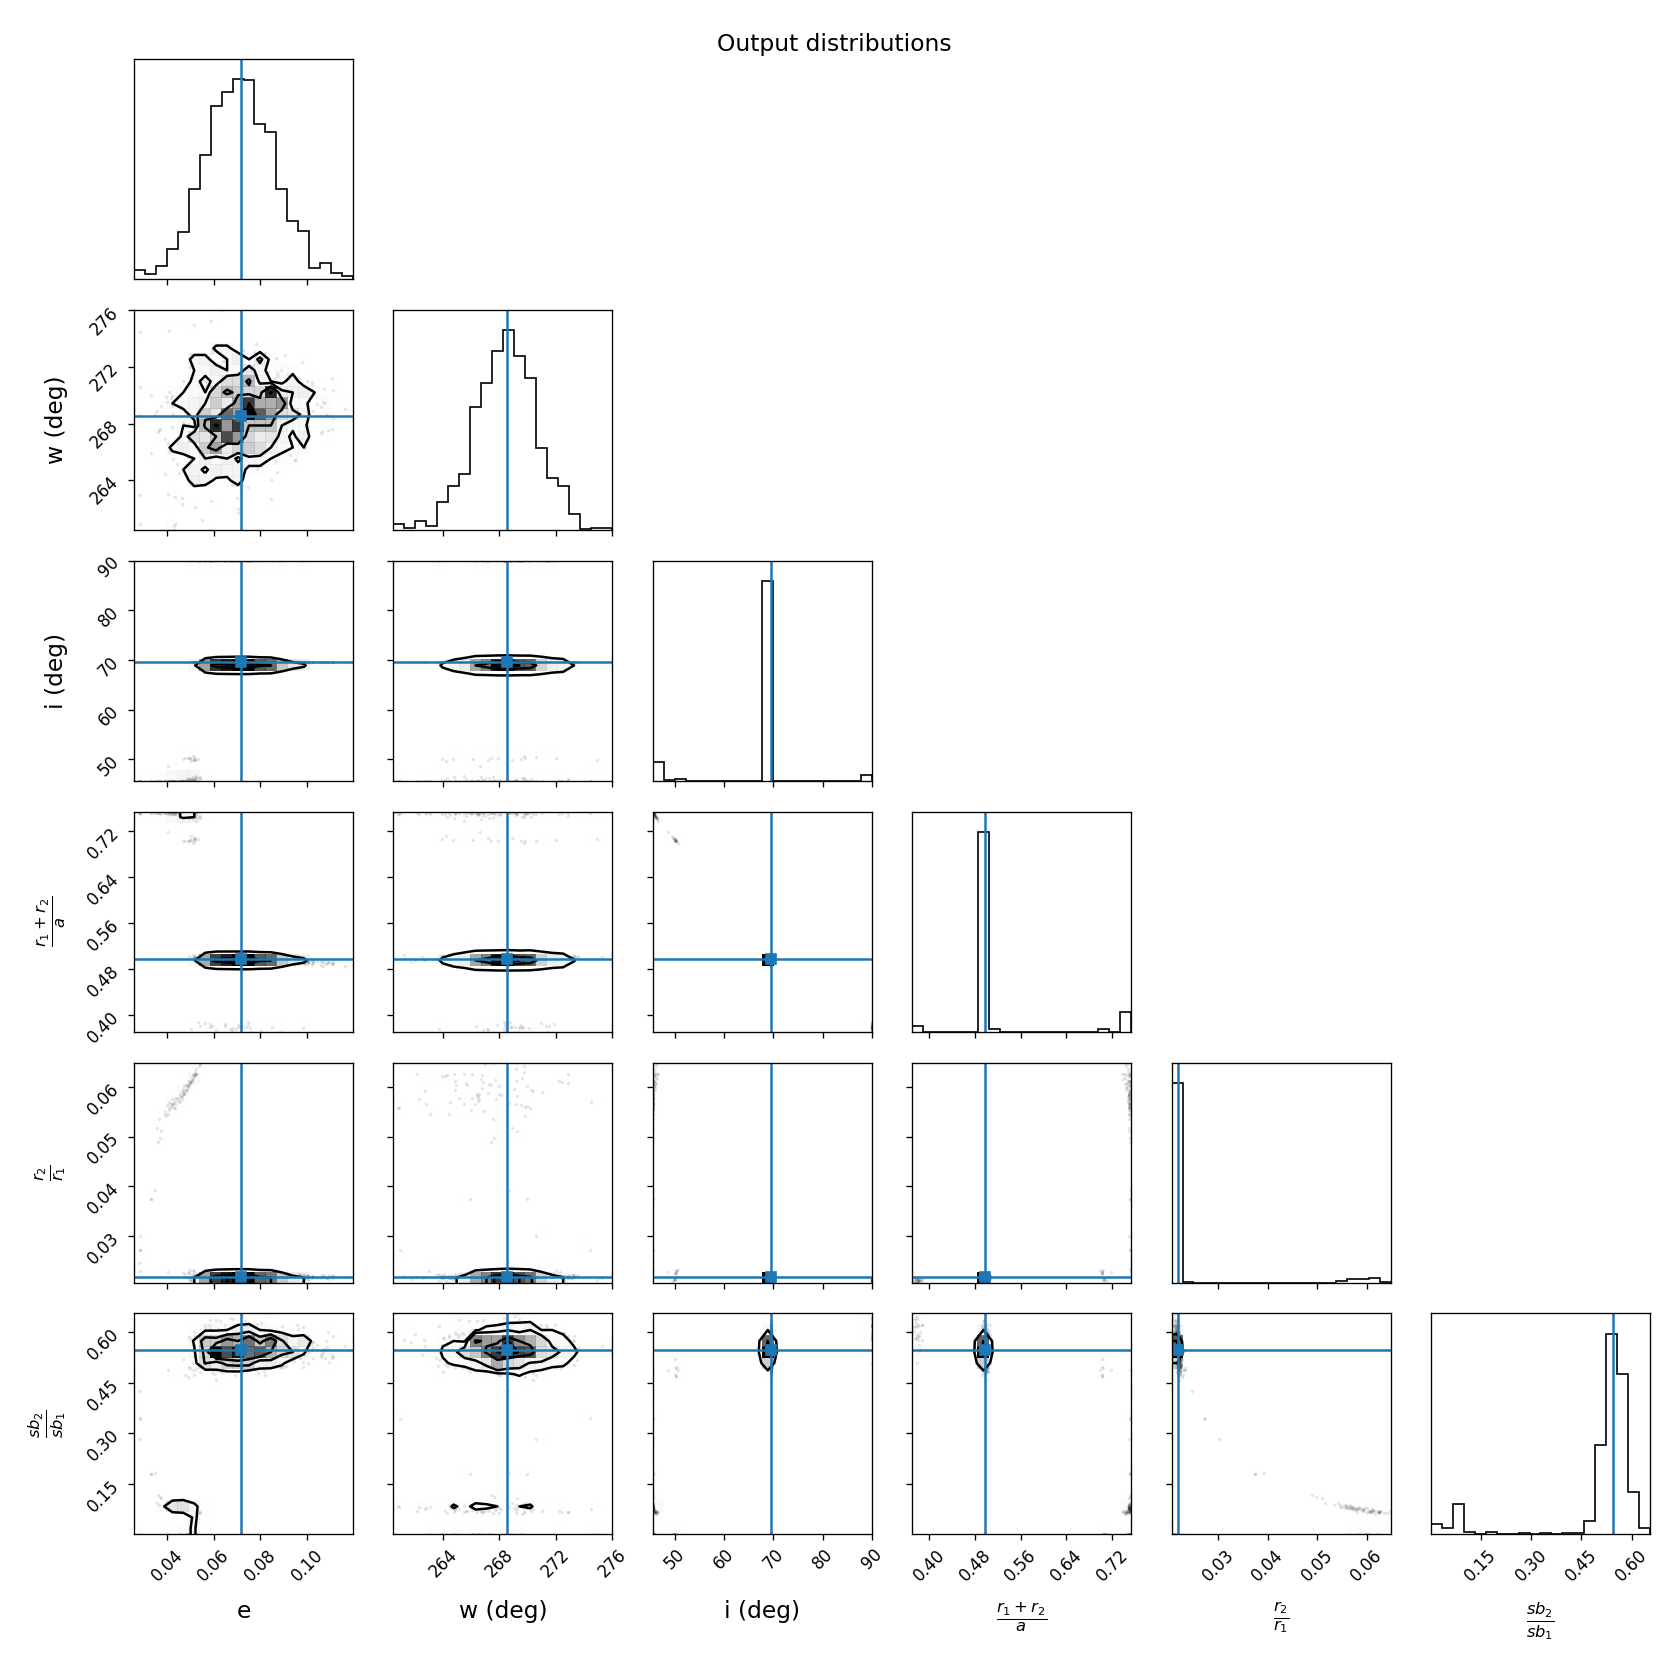 Output distributions
276
272
268
264
w (deg)
90
80
70
60
50
i (deg)
0.72
0.64
0.56
0.48
0.40
r₁ + r₂
a
0.06
0.05
0.04
0.03
r₂
r₁
0.60
0.45
0.30
0.15
sb₂
sb₁
0.04 0.06 0.08 0.10
264 268 272 276
50 60 70 80 90
0.40 0.48 0.56 0.64 0.72
0.03 0.04 0.05 0.06
0.15 0.30 0.45 0.60
e
w (deg)
i (deg)
r₁ + r₂
a
r₂
r₁
sb₂
sb₁